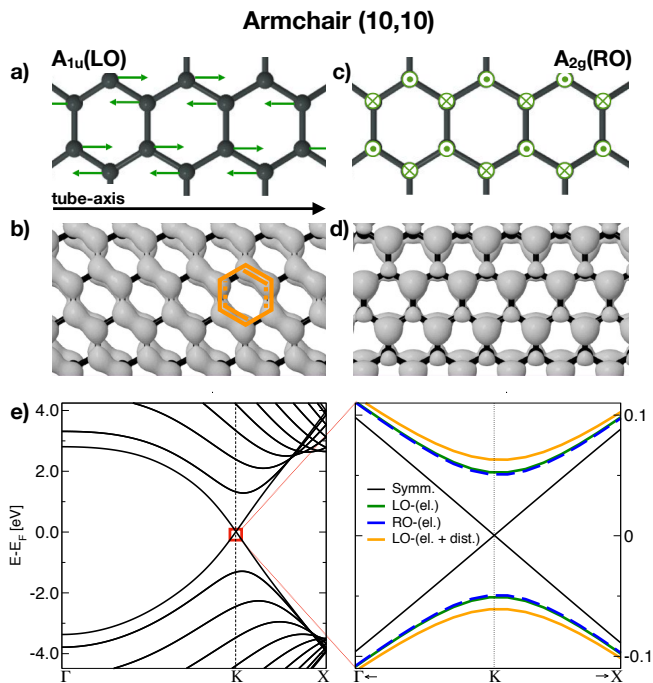 Armchair (10,10)
a) A1u(LO)
c) A2g(RO)
tube-axis
b)
d)
e)
4.0
2.0
0.0
-2.0
-4.0
E-EF [eV]
Γ K X
0.1
0
-0.1
Symm.
LO-(el.)
RO-(el.)
LO-(el. + dist.)
Γ← K →X